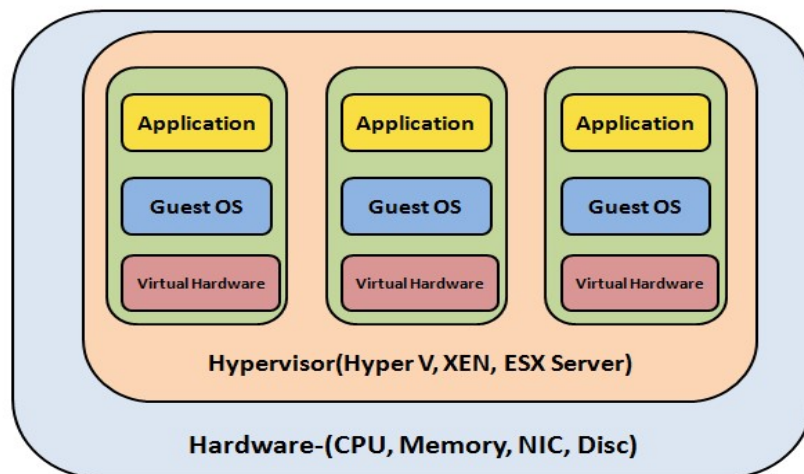 Application Application Application
Guest OS Guest OS Guest OS
Virtual Hardware Virtual Hardware Virtual Hardware
Hypervisor(Hyper V, XEN, ESX Server)
Hardware-(CPU, Memory, NIC, Disc)